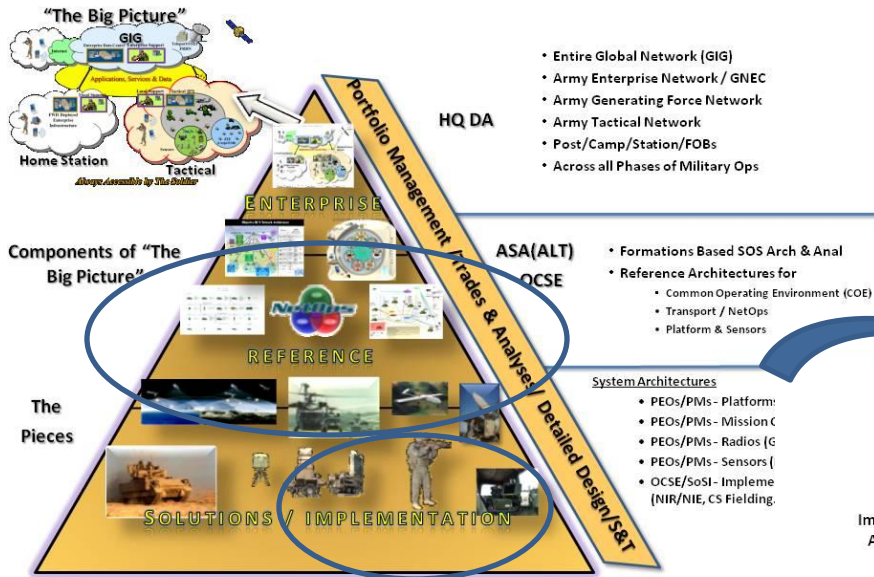 “The Big Picture”
GIG
Internet
Applications, Services & Data
Home Station
Tactical
Always Accessible by The Soldier
Components of “The
Big Picture”
The
Pieces
ENTERPRISE
NetOps
REFERENCE
SOLUTIONS / IMPLEMENTATION
Portfolio Management /Trades & Analyses / Detailed Design/S&T
HQ DA
• Entire Global Network (GIG)
• Army Enterprise Network / GNEC
• Army Generating Force Network
• Army Tactical Network
• Post/Camp/Station/FOBs
• Across all Phases of Military Ops
ASA(ALT)
OCSE
• Formations Based SOS Arch & Anal
• Reference Architectures for
▪ Common Operating Environment (COE)
▪ Transport / NetOps
▪ Platform & Sensors
System Architectures
• PEOs/PMs - Platforms
• PEOs/PMs - Mission C
• PEOs/PMs - Radios (G
• PEOs/PMs - Sensors (
• OCSE/SoSI - Impleme
(NIR/NIE, CS Fielding.
Im
A